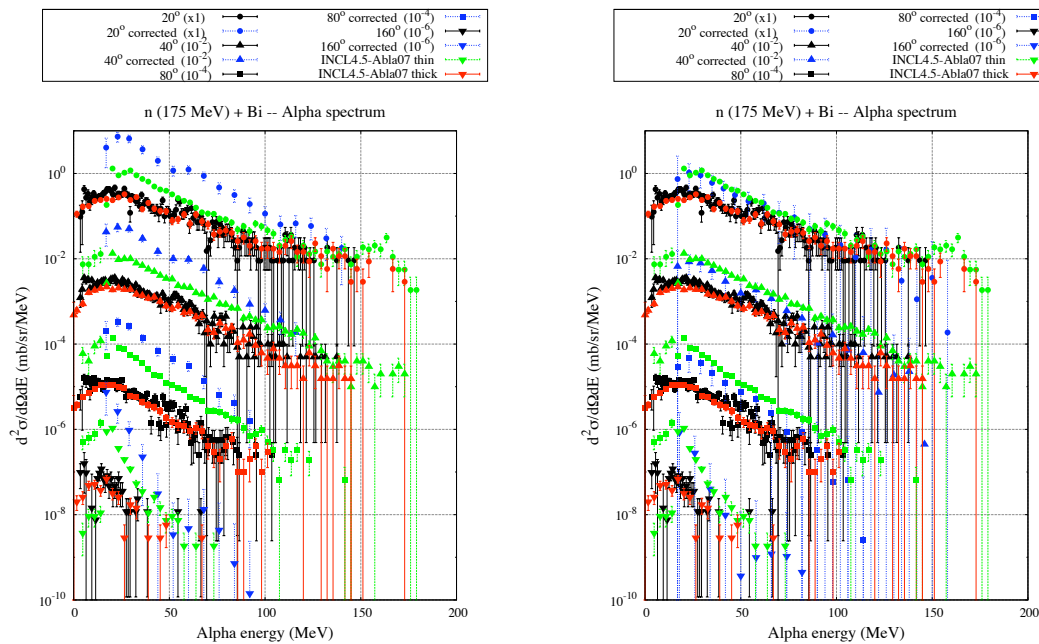 20° (x1)
20° corrected (x1)
40° (10⁻²)
40° corrected (10⁻²)
80° (10⁻⁴)
80° corrected (10⁻⁴)
160° (10⁻⁶)
160° corrected (10⁻⁶)
INCL4.5-Abla07 thin
INCL4.5-Abla07 thick
n (175 MeV) + Bi -- Alpha spectrum
d²σ/dΩdE (mb/sr/MeV)
10⁰
10⁻²
10⁻⁴
10⁻⁶
10⁻⁸
10⁻¹⁰
0 50 100 150 200
Alpha energy (MeV)
20° (x1)
20° corrected (x1)
40° (10⁻²)
40° corrected (10⁻²)
80° (10⁻⁴)
80° corrected (10⁻⁴)
160° (10⁻⁶)
160° corrected (10⁻⁶)
INCL4.5-Abla07 thin
INCL4.5-Abla07 thick
n (175 MeV) + Bi -- Alpha spectrum
d²σ/dΩdE (mb/sr/MeV)
10⁰
10⁻²
10⁻⁴
10⁻⁶
10⁻⁸
10⁻¹⁰
0 50 100 150 200
Alpha energy (MeV)